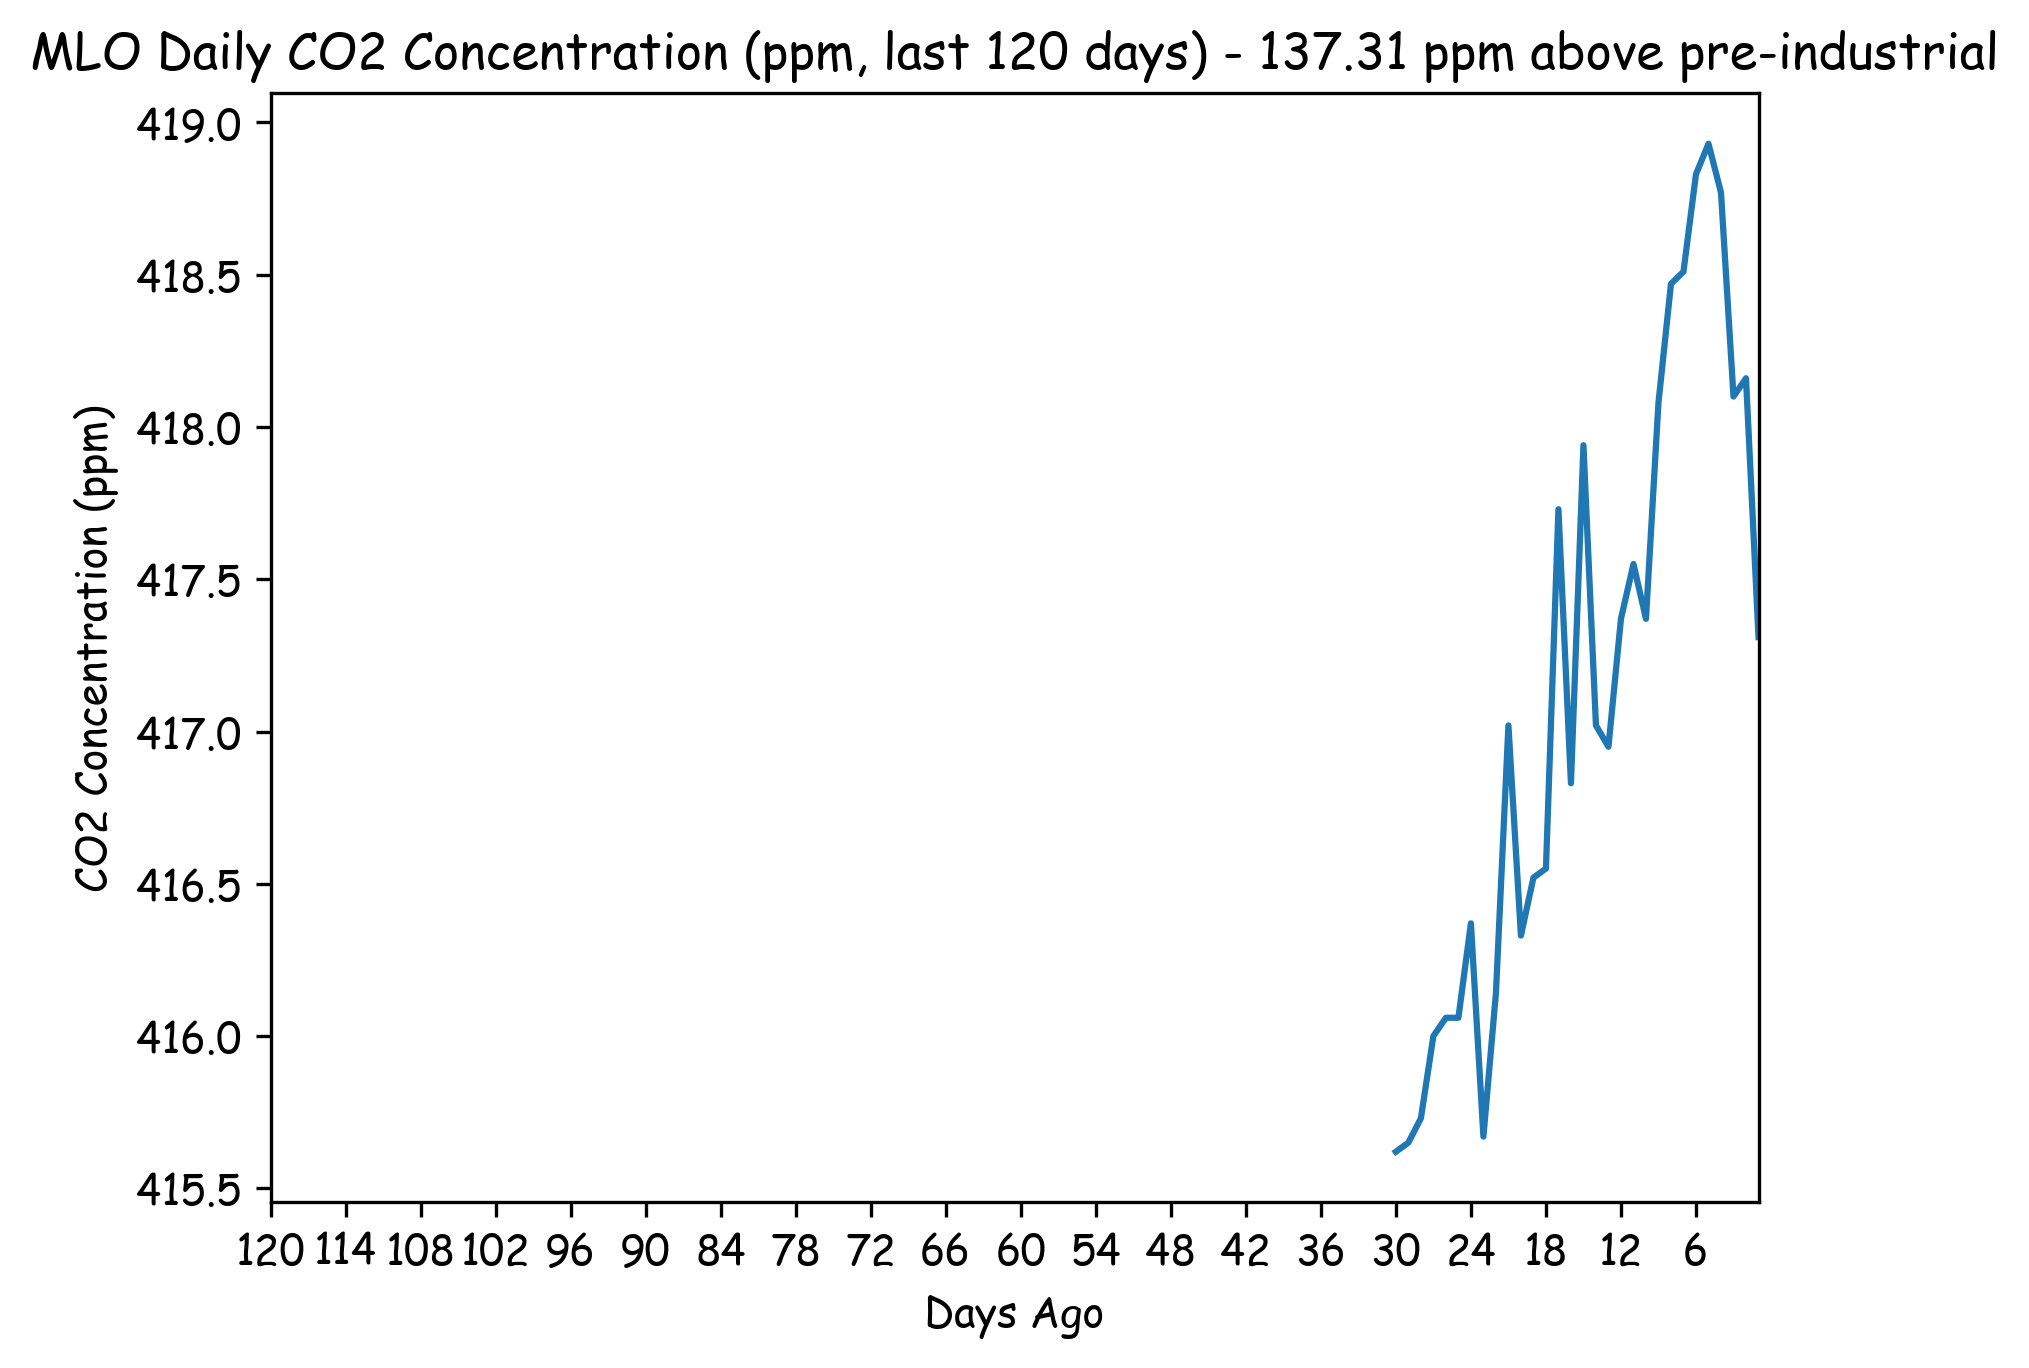 MLO Daily CO2 Concentration (ppm, last 120 days) - 137.31 ppm above pre-industrial
419.0
418.5
418.0
417.5
417.0
416.5
416.0
415.5
CO2 Concentration (ppm)
120 114 108 102 96 90 84 78 72 66 60 54 48 42 36 30 24 18 12 6
Days Ago